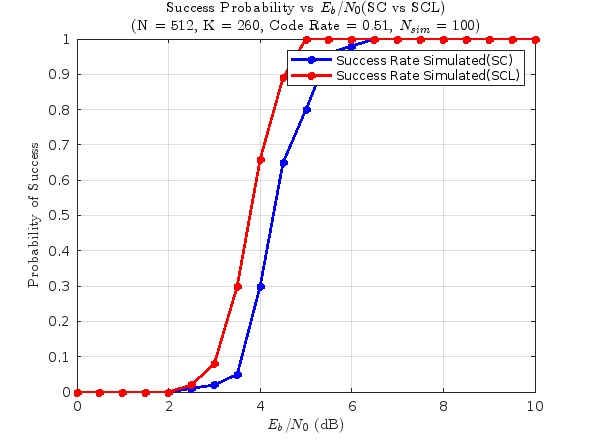 Success Probability vs E_b/N_0(SC vs SCL)
(N = 512, K = 260, Code Rate = 0.51, N_sim = 100)
1
0.9
0.8
0.7
0.6
0.5
0.4
0.3
0.2
0.1
0
Probability of Success
Success Rate Simulated(SC)
Success Rate Simulated(SCL)
0 2 4 6 8 10
E_b/N_0 (dB)